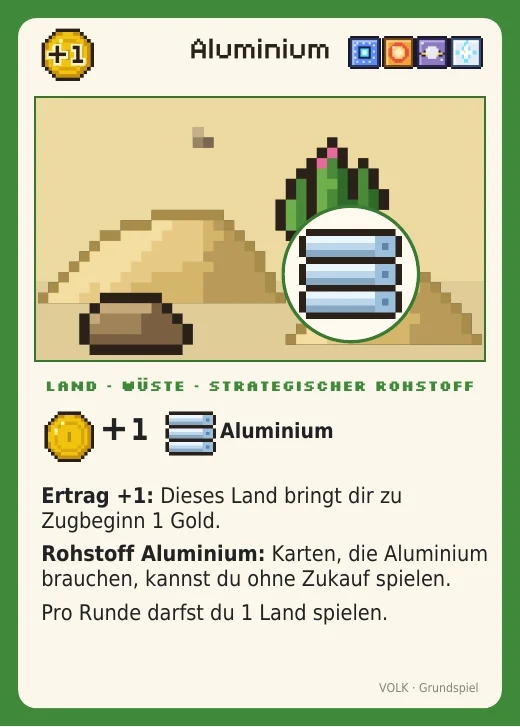 +1
Aluminium
LAND · WÜSTE · STRATEGISCHER ROHSTOFF
+1 Aluminium
Ertrag +1: Dieses Land bringt dir zu
Zugbeginn 1 Gold.
Rohstoff Aluminium: Karten, die Aluminium
brauchen, kannst du ohne Zukauf spielen.
Pro Runde darfst du 1 Land spielen.
VOLK · Grundspiel